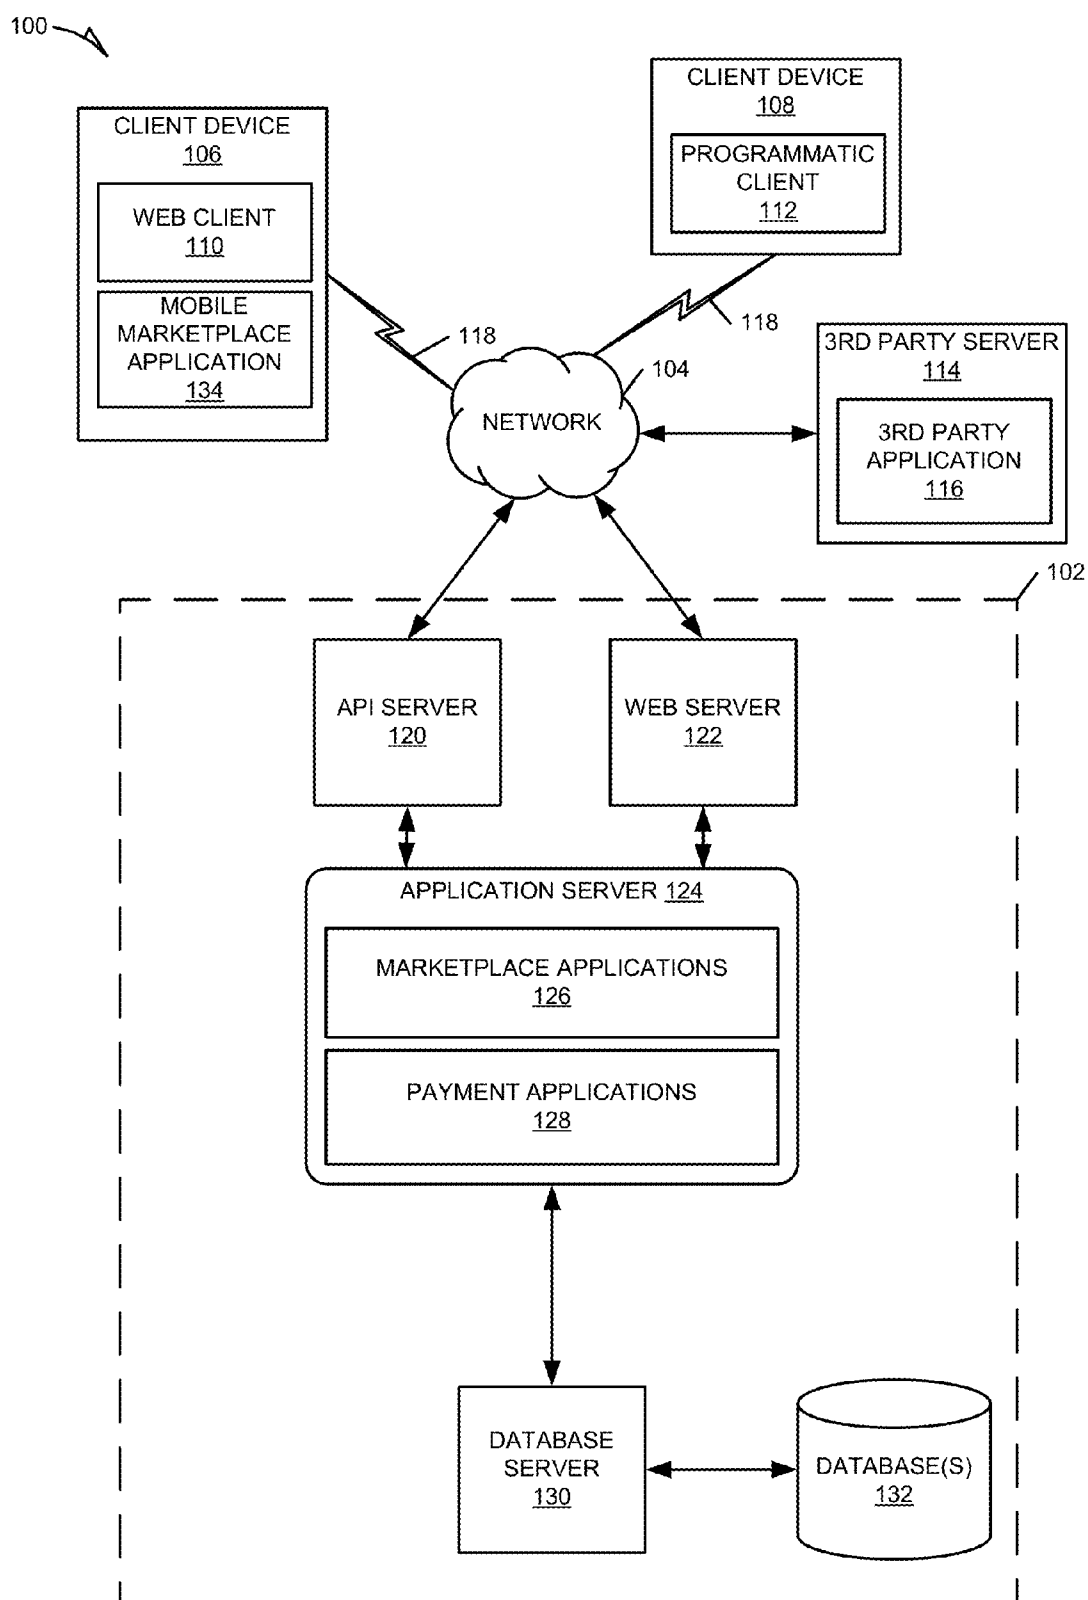 100
CLIENT DEVICE
106
WEB CLIENT
110
MOBILE
MARKETPLACE
APPLICATION
134
CLIENT DEVICE
108
PROGRAMMATIC
CLIENT
112
118
118
104
NETWORK
3RD PARTY SERVER
114
3RD PARTY
APPLICATION
116
102
API SERVER
120
WEB SERVER
122
APPLICATION SERVER 124
MARKETPLACE APPLICATIONS
126
PAYMENT APPLICATIONS
128
DATABASE
SERVER
130
DATABASE(S)
132